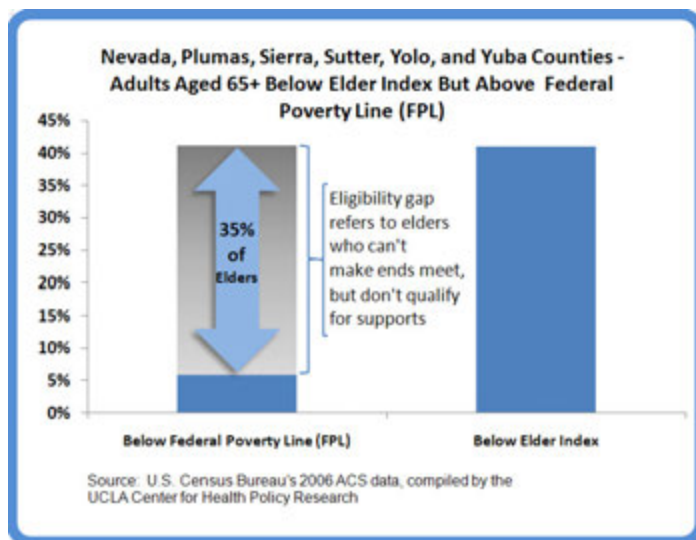 Nevada, Plumas, Sierra, Sutter, Yolo, and Yuba Counties -
Adults Aged 65+ Below Elder Index But Above Federal
Poverty Line (FPL)
45%
40%
35%
30%
25%
20%
15%
10%
5%
0%
35%
of
Elders
Eligibility gap
refers to elders
who can't
make ends meet,
but don't qualify
for supports
Below Federal Poverty Line (FPL)
Below Elder Index
Source: U.S. Census Bureau's 2006 ACS data, compiled by the
UCLA Center for Health Policy Research